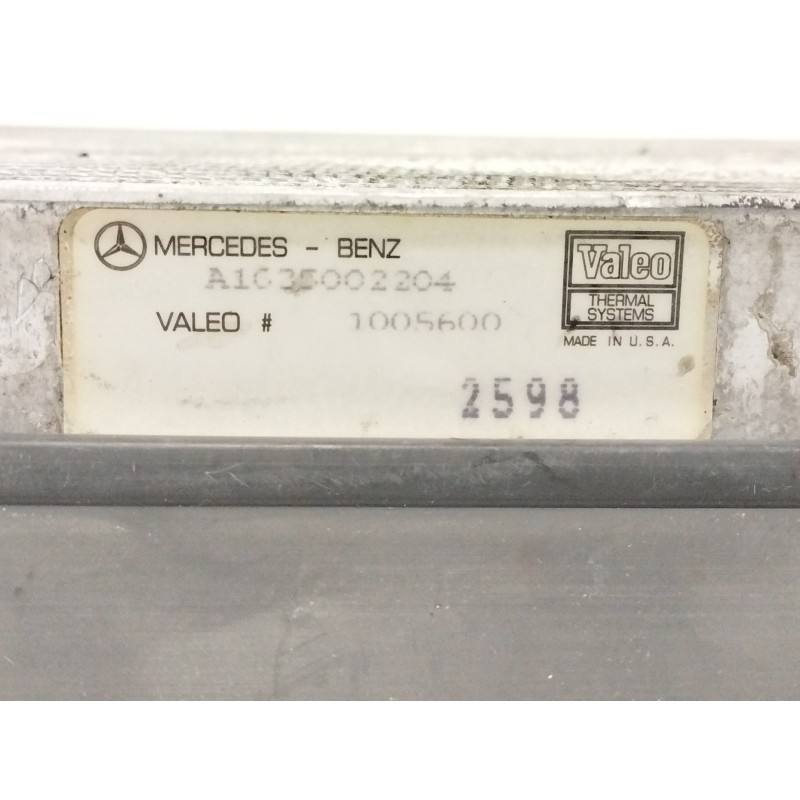 MERCEDES - BENZ
A1635002204
VALEO # 1005600
Valeo
THERMAL
SYSTEMS
MADE IN U.S.A.
2598